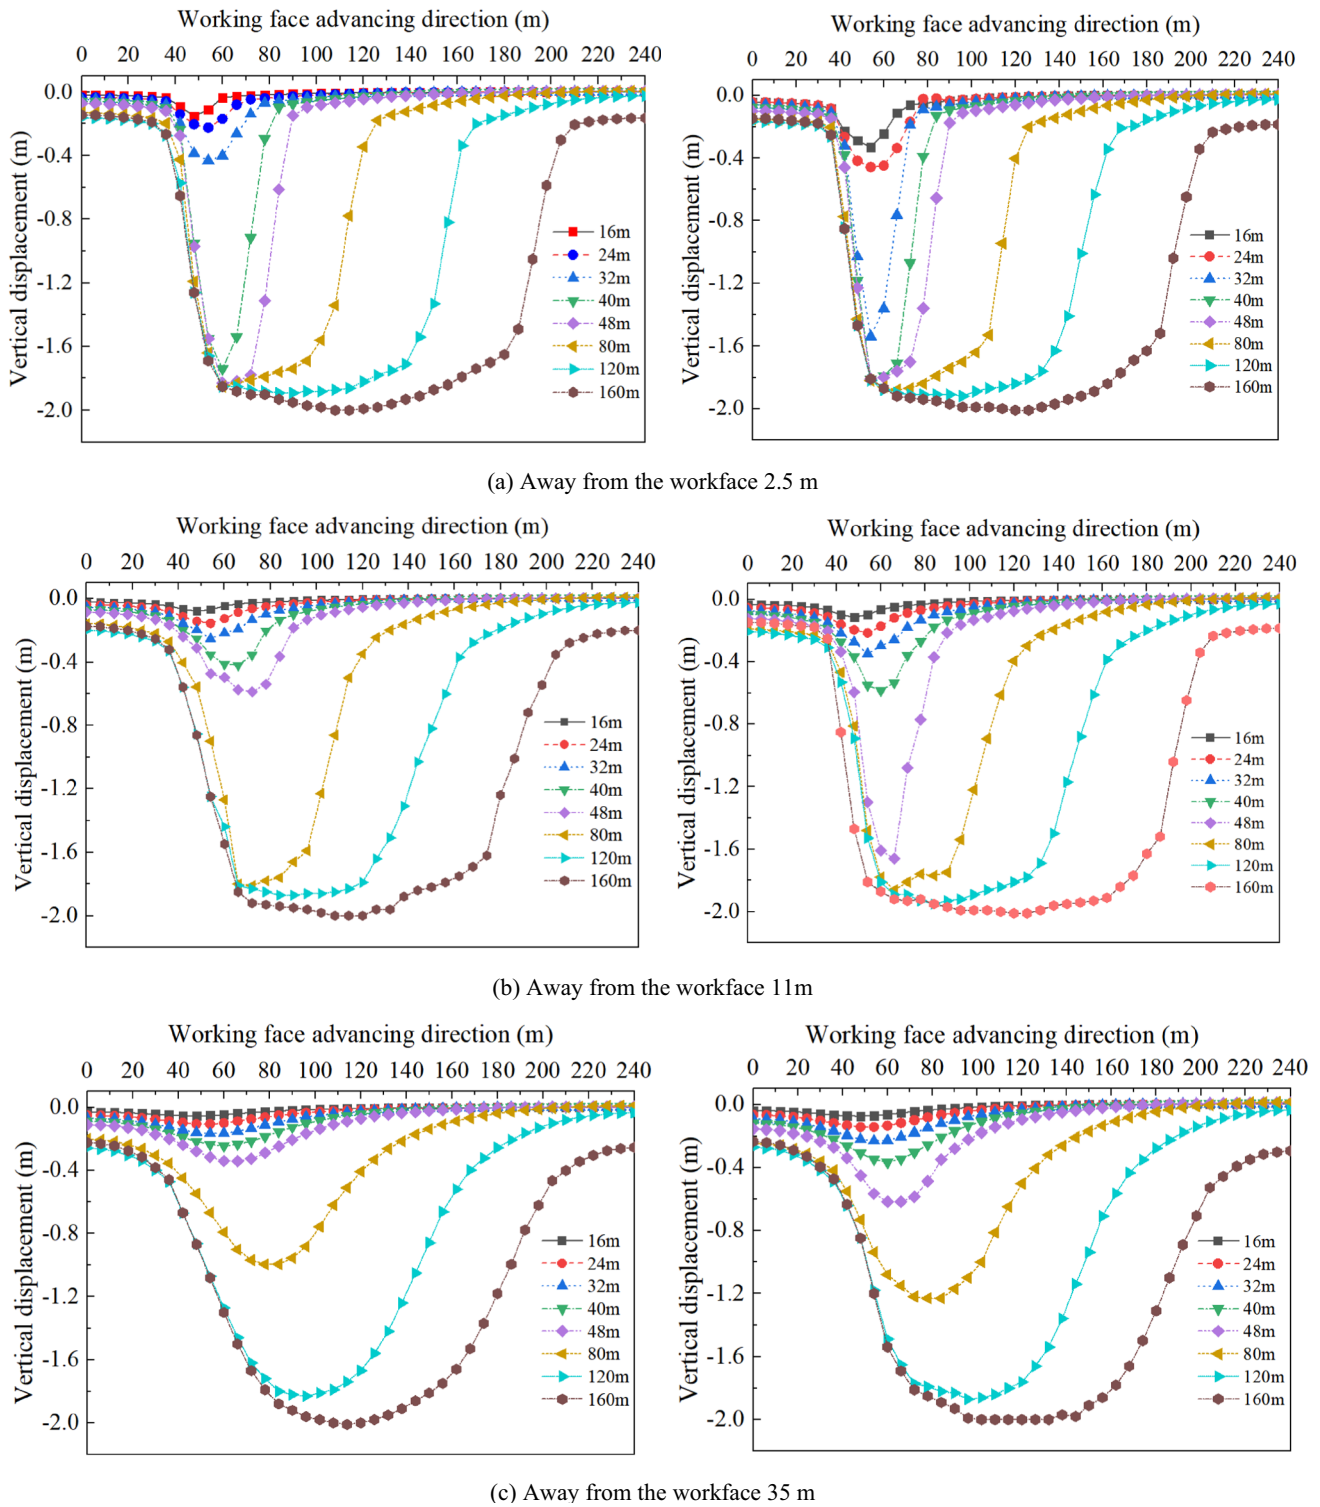 Working face advancing direction (m)
0 20 40 60 80 100 120 140 160 180 200 220 240
0.0
-0.4
-0.8
-1.2
-1.6
-2.0
Vertical displacement (m)
16m
24m
32m
40m
48m
80m
120m
160m
Working face advancing direction (m)
0 20 40 60 80 100 120 140 160 180 200 220 240
0.0
-0.4
-0.8
-1.2
-1.6
-2.0
Vertical displacement (m)
16m
24m
32m
40m
48m
80m
120m
160m
(a) Away from the workface 2.5 m
Working face advancing direction (m)
0 20 40 60 80 100 120 140 160 180 200 220 240
0.0
-0.4
-0.8
-1.2
-1.6
-2.0
Vertical displacement (m)
16m
24m
32m
40m
48m
80m
120m
160m
Working face advancing direction (m)
0 20 40 60 80 100 120 140 160 180 200 220 240
0.0
-0.4
-0.8
-1.2
-1.6
-2.0
Vertical displacement (m)
16m
24m
32m
40m
48m
80m
120m
160m
(b) Away from the workface 11m
Working face advancing direction (m)
0 20 40 60 80 100 120 140 160 180 200 220 240
0.0
-0.4
-0.8
-1.2
-1.6
-2.0
Vertical displacement (m)
16m
24m
32m
40m
48m
80m
120m
160m
Working face advancing direction (m)
0 20 40 60 80 100 120 140 160 180 200 220 240
0.0
-0.4
-0.8
-1.2
-1.6
-2.0
Vertical displacement (m)
16m
24m
32m
40m
48m
80m
120m
160m
(c) Away from the workface 35 m